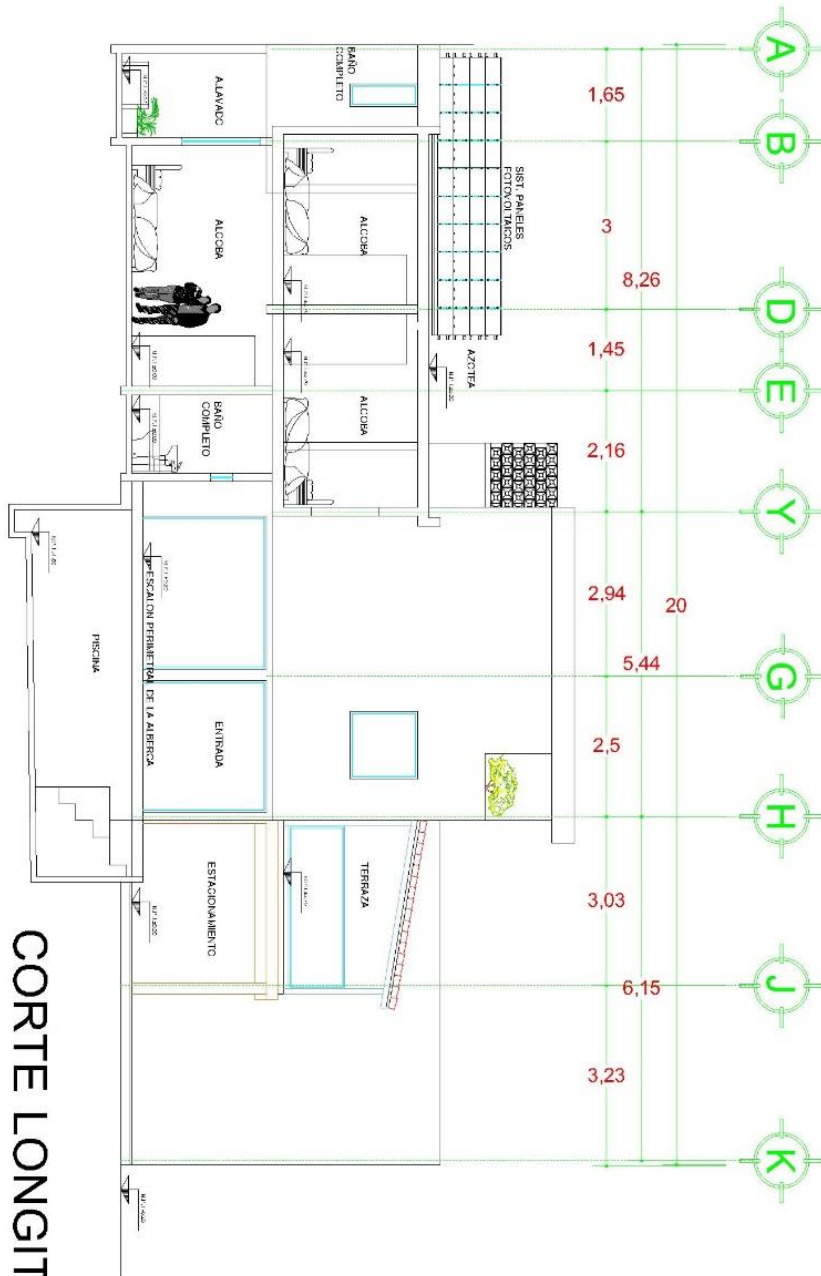 A
B
D
E
Y
G
H
J
K
1,65
3
1,45
2,16
2,94
2,5
3,03
3,23
8,26
5,44
6,15
20
SIST. PANELES
FOTOVOLTAICOS
AZOTEA
BAÑO
COMPLETO
ALCOBA
ALCOBA
TERRAZA
A.LAVADO
ALCOBA
BAÑO
COMPLETO
ENTRADA
ESTACIONAMIENTO
ESCALON PERIMETRAL DE LA ALBERCA
PISCINA
CORTE LONGIT